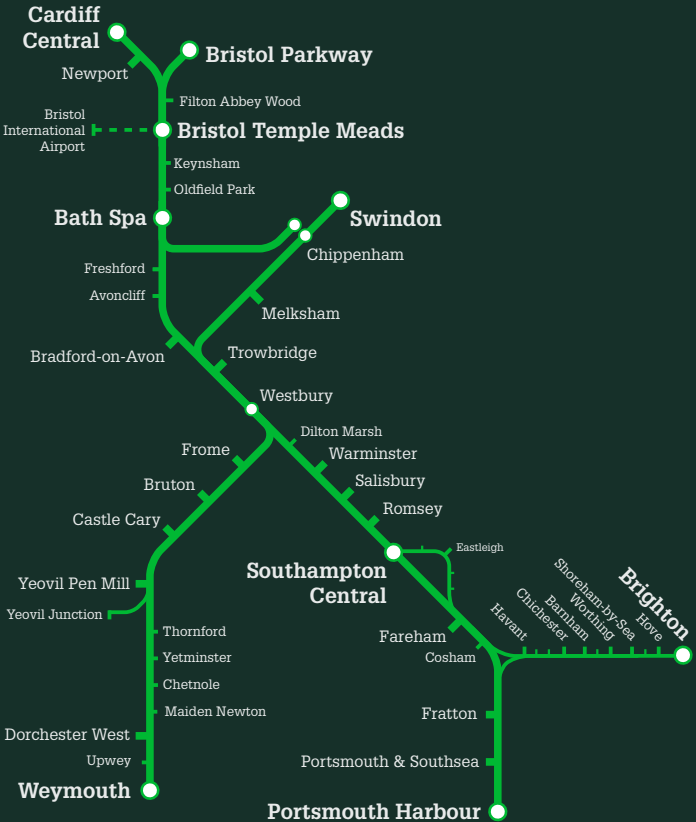 Cardiff
Central
Newport
Bristol Parkway
Filton Abbey Wood
Bristol
International
Airport
Bristol Temple Meads
Keynsham
Oldfield Park
Bath Spa
Swindon
Chippenham
Freshford
Avoncliff
Melksham
Bradford-on-Avon
Trowbridge
Westbury
Dilton Marsh
Frome
Warminster
Bruton
Salisbury
Castle Cary
Romsey
Southampton
Central
Eastleigh
Yeovil Pen Mill
Yeovil Junction
Thornford
Yetminster
Chetnole
Maiden Newton
Dorchester West
Upwey
Weymouth
Fareham
Cosham
Havant
Chichester
Barnham
Worthing
Shoreham-by-Sea
Hove
Brighton
Fratton
Portsmouth & Southsea
Portsmouth Harbour